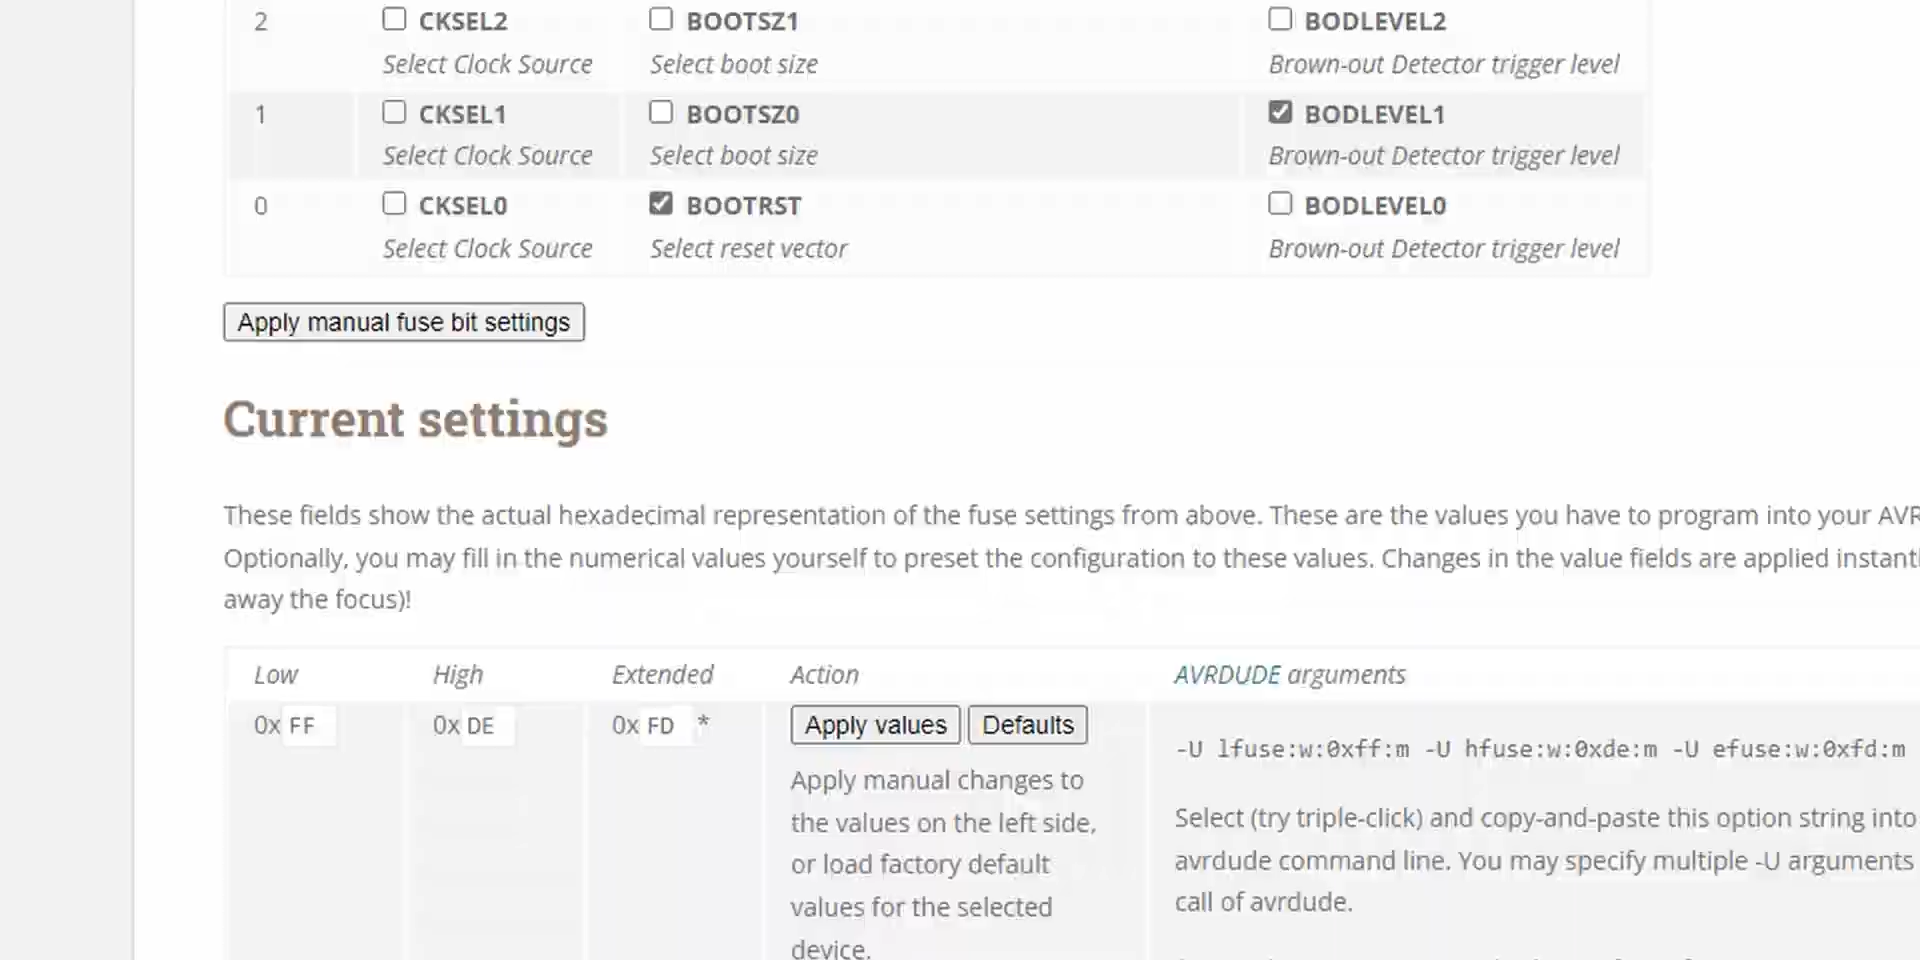 2 CKSEL2 BOOTSZ1 BODLEVEL2
Select Clock Source Select boot size Brown-out Detector trigger level
1 CKSEL1 BOOTSZ0 BODLEVEL1
Select Clock Source Select boot size Brown-out Detector trigger level
0 CKSEL0 BOOTRST BODLEVEL0
Select Clock Source Select reset vector Brown-out Detector trigger level
Apply manual fuse bit settings
Current settings
These fields show the actual hexadecimal representation of the fuse settings from above. These are the values you have to program into your AVR
Optionally, you may fill in the numerical values yourself to preset the configuration to these values. Changes in the value fields are applied
away the focus)!
Low High Extended Action AVRDUDE arguments
0x FF 0x DE 0x FD * Apply values Defaults
-U lfuse:w:0xff:m -U hfuse:w:0xde:m -U efuse:w:0xfd:m
Apply manual changes to
the values on the left side,
or load factory default
values for the selected
device.
Select (try triple-click) and copy-and-paste this option string into
avrdude command line. You may specify multiple -U arguments
call of avrdude.